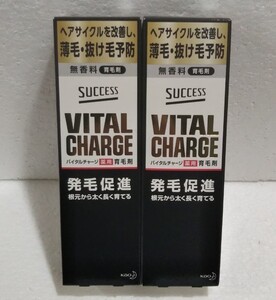 ヘアサイクルを改善し、
薄毛・抜け毛予防
無香料 育毛剤
SUCCESS
VITAL
CHARGE
バイタルチャージ 薬用 育毛剤
発毛促進
根元から太く長く育てる
KAO
ヘアサイクルを改善し、
薄毛・抜け毛予防
無香料 育毛剤
SUCCESS
VITAL
CHARGE
バイタルチャージ 薬用 育毛剤
発毛促進
根元から太く長く育てる
KAO